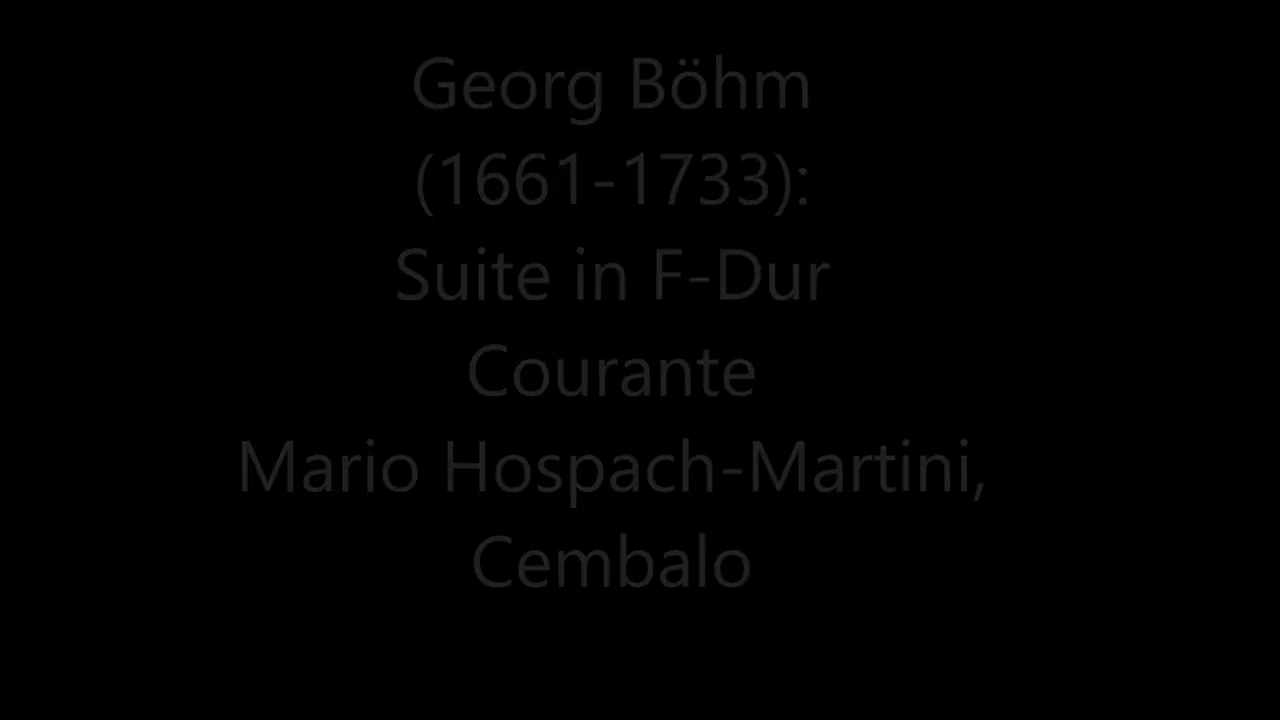 Georg Böhm
(1661-1733):
Suite in F-Dur
Courante
Mario Hospach-Martini,
Cembalo